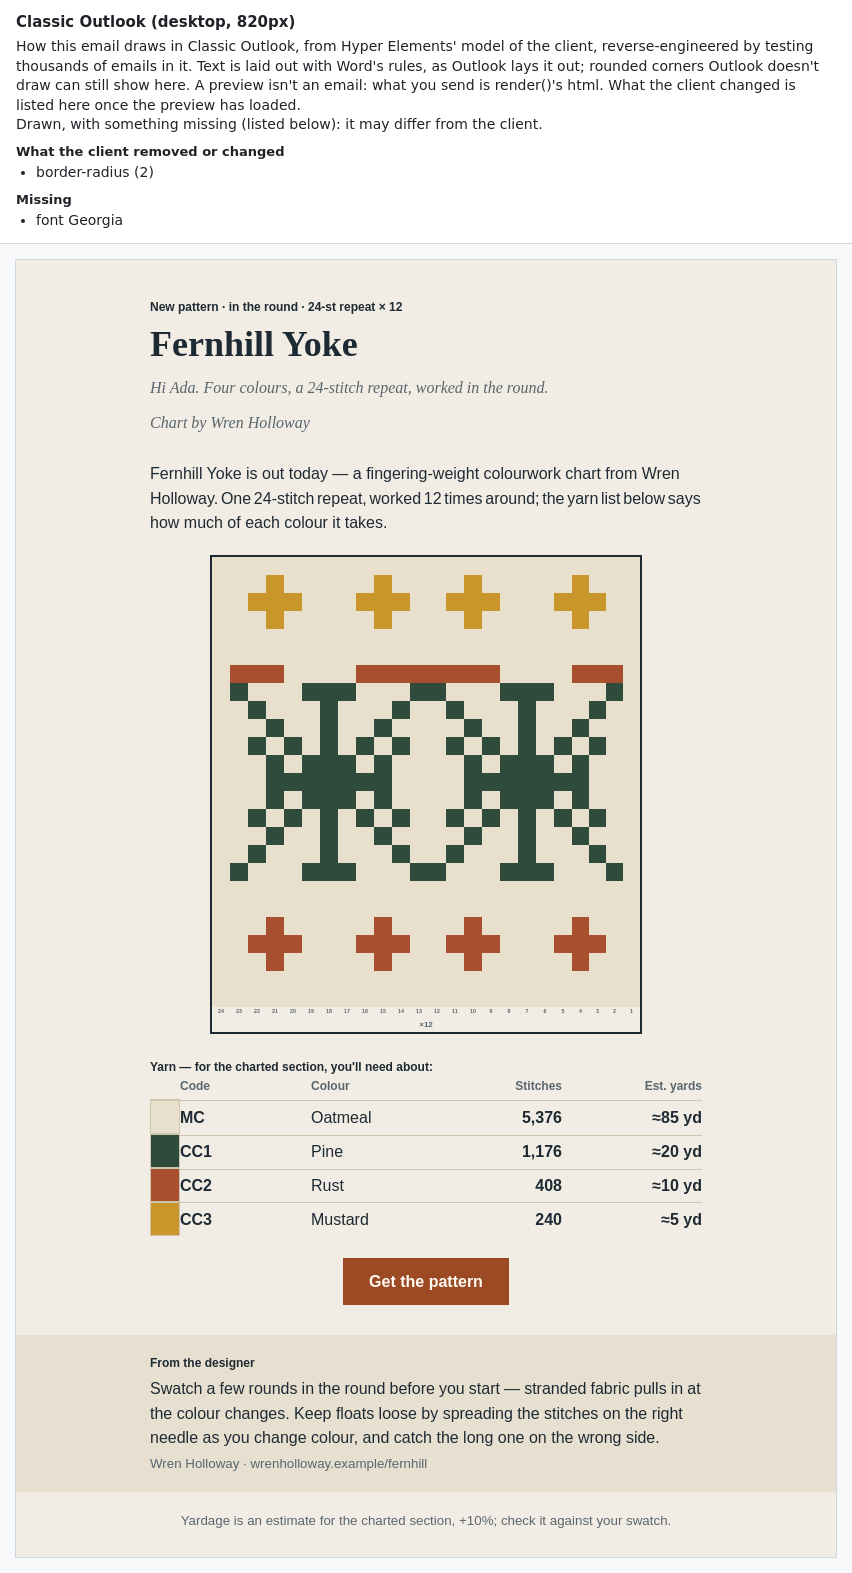 Classic Outlook (desktop, 820px)
How this email draws in Classic Outlook, from Hyper Elements' model of the client, reverse-engineered by testing
thousands of emails in it. Text is laid out with Word's rules, as Outlook lays it out; rounded corners Outlook doesn't
draw can still show here. A preview isn't an email: what you send is render()'s html. What the client changed is
listed here once the preview has loaded.
Drawn, with something missing (listed below): it may differ from the client.
What the client removed or changed
• border-radius (2)
Missing
• font Georgia
New pattern · in the round · 24-st repeat × 12
Fernhill Yoke
Hi Ada. Four colours, a 24-stitch repeat, worked in the round.
Chart by Wren Holloway
Fernhill Yoke is out today — a fingering-weight colourwork chart from Wren
Holloway. One 24-stitch repeat, worked 12 times around; the yarn list below says
how much of each colour it takes.
24 23 22 21 20 19 18 17 16 15 14 13 12 11 10 9 8 7 6 5 4 3 2 1
×12
Yarn — for the charted section, you'll need about:
Code Colour Stitches Est. yards
MC Oatmeal 5,376 ≈85 yd
CC1 Pine 1,176 ≈20 yd
CC2 Rust 408 ≈10 yd
CC3 Mustard 240 ≈5 yd
Get the pattern
From the designer
Swatch a few rounds in the round before you start — stranded fabric pulls in at
the colour changes. Keep floats loose by spreading the stitches on the right
needle as you change colour, and catch the long one on the wrong side.
Wren Holloway · wrenholloway.example/fernhill
Yardage is an estimate for the charted section, +10%; check it against your swatch.